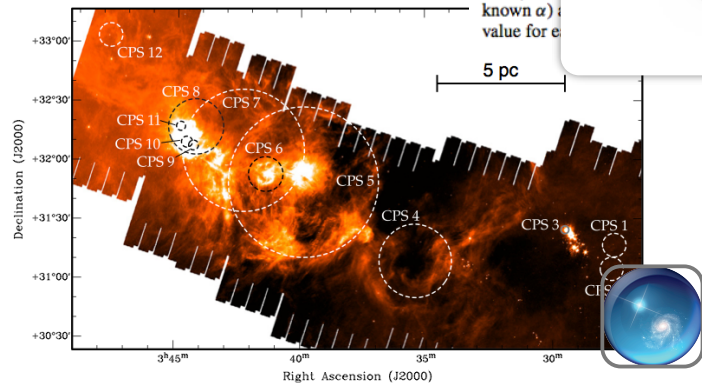 known α) a
value for e
5 pc
+33°00′
+32°30′
+32°00′
+31°30′
+31°00′
+30°30′
Declination (J2000)
CPS 12
CPS 8
CPS 7
CPS 11
CPS 10
CPS 9
CPS 6
CPS 5
CPS 4
CPS 3
CPS 1
3ʰ45ᵐ
40ᵐ
35ᵐ
30ᵐ
Right Ascension (J2000)